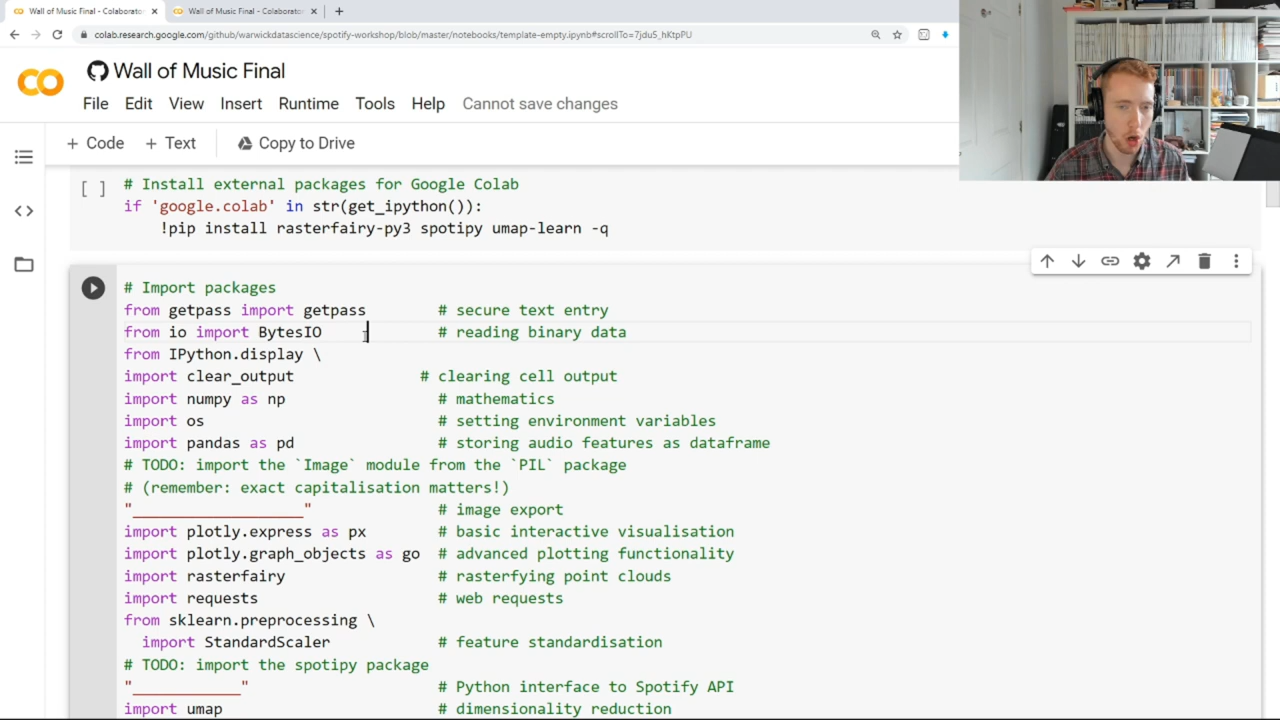 Wall of Music Final - Colaborator
Wall of Music Final - Colaborator
colab.research.google.com/github/warwickdatascience/spotify-workshop/blob/master/notebooks/template-empty.ipynb#scrollTo=7jdu5_hKtpPU
Wall of Music Final
File Edit View Insert Runtime Tools Help Cannot save changes
+ Code + Text Copy to Drive
[ ] # Install external packages for Google Colab
if 'google.colab' in str(get_ipython()):
!pip install rasterfairy-py3 spotipy umap-learn -q
# Import packages
from getpass import getpass # secure text entry
from io import BytesIO # reading binary data
from IPython.display \
import clear_output # clearing cell output
import numpy as np # mathematics
import os # setting environment variables
import pandas as pd # storing audio features as dataframe
# TODO: import the `Image` module from the `PIL` package
# (remember: exact capitalisation matters!)
"___________________" # image export
import plotly.express as px # basic interactive visualisation
import plotly.graph_objects as go # advanced plotting functionality
import rasterfairy # rasterfying point clouds
import requests # web requests
from sklearn.preprocessing \
import StandardScaler # feature standardisation
# TODO: import the spotipy package
"____________" # Python interface to Spotify API
import umap # dimensionality reduction